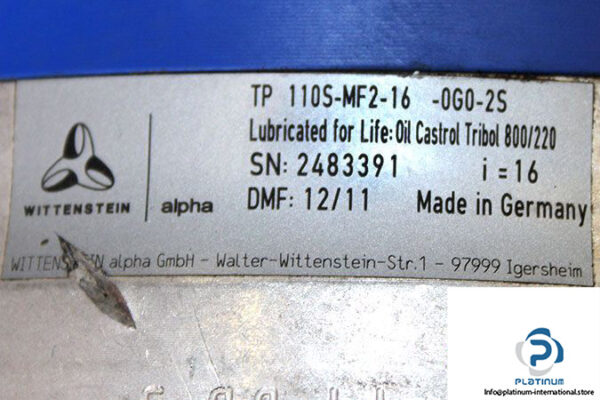 TP 110S-MF2-16 -0G0-2S
Lubricated for Life: Oil Castrol Tribol 800/220
SN: 2483391 i = 16
DMF: 12/11 Made in Germany
WITTENSTEIN alpha
WITTENSTEIN alpha GmbH - Walter-Wittenstein-Str.1 - 97999 Igersheim
PLATINUM
Info@platinum-international.store